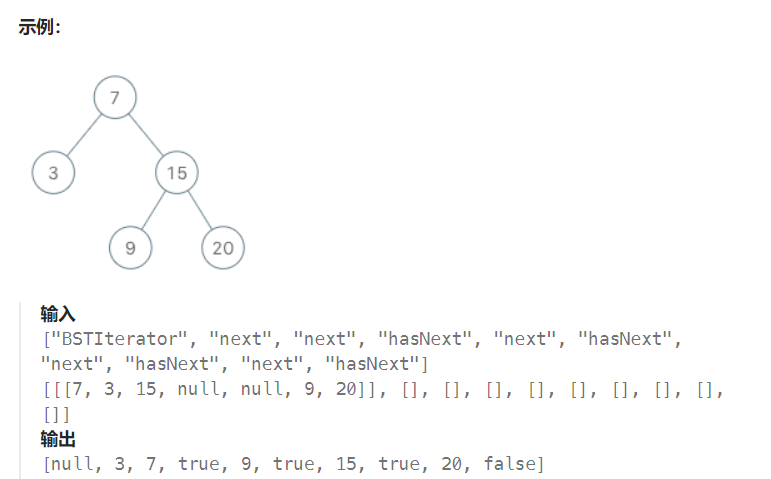 示例：
7
3
15
9
20
输入
["BSTIterator", "next", "next", "hasNext", "next", "hasNext",
"next", "hasNext", "next", "hasNext"]
[[[7, 3, 15, null, null, 9, 20]], [], [], [], [], [], [], [], [],
[]]
输出
[null, 3, 7, true, 9, true, 15, true, 20, false]